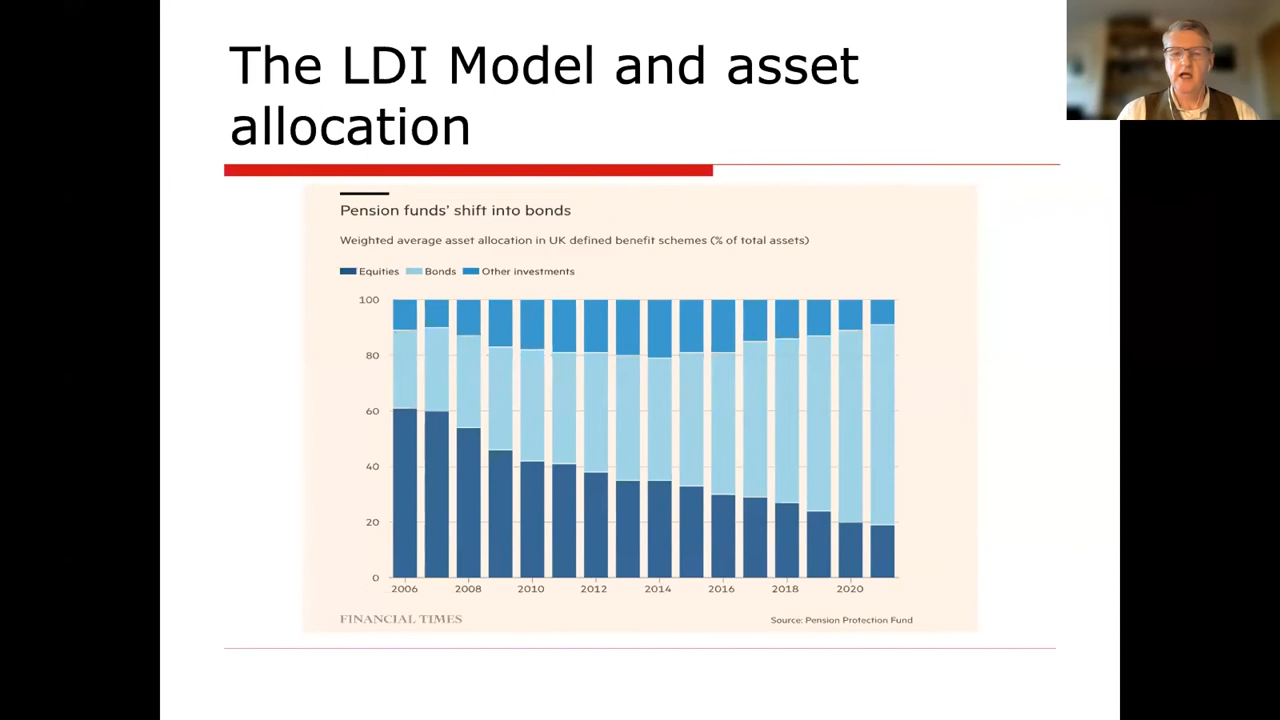 The LDI Model and asset
allocation
Pension funds' shift into bonds
Weighted average asset allocation in UK defined benefit schemes (% of total assets)
Equities Bonds Other investments
100
80
60
40
20
0
2006 2008 2010 2012 2014 2016 2018 2020
FINANCIAL TIMES Source: Pension Protection Fund